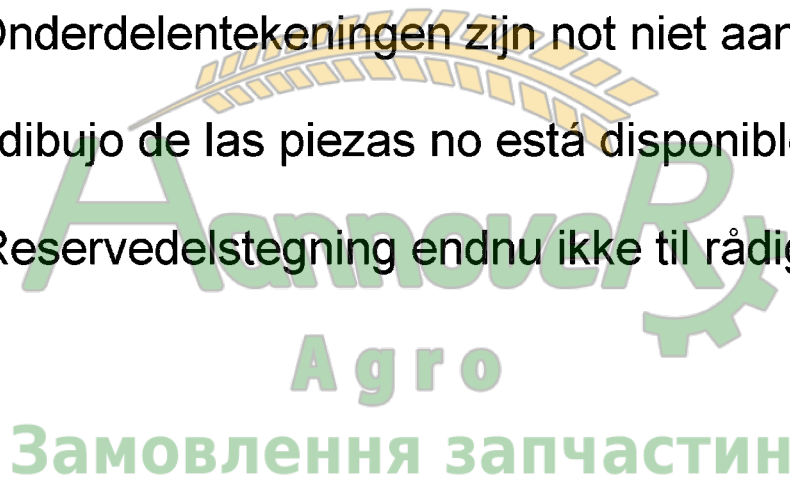 Onderdelentekeningen zijn not niet aan
dibujo de las piezas no está disponible
Reservedelstegning endnu ikke til rådig
HannoveR
Agro
Замовлення запчастин